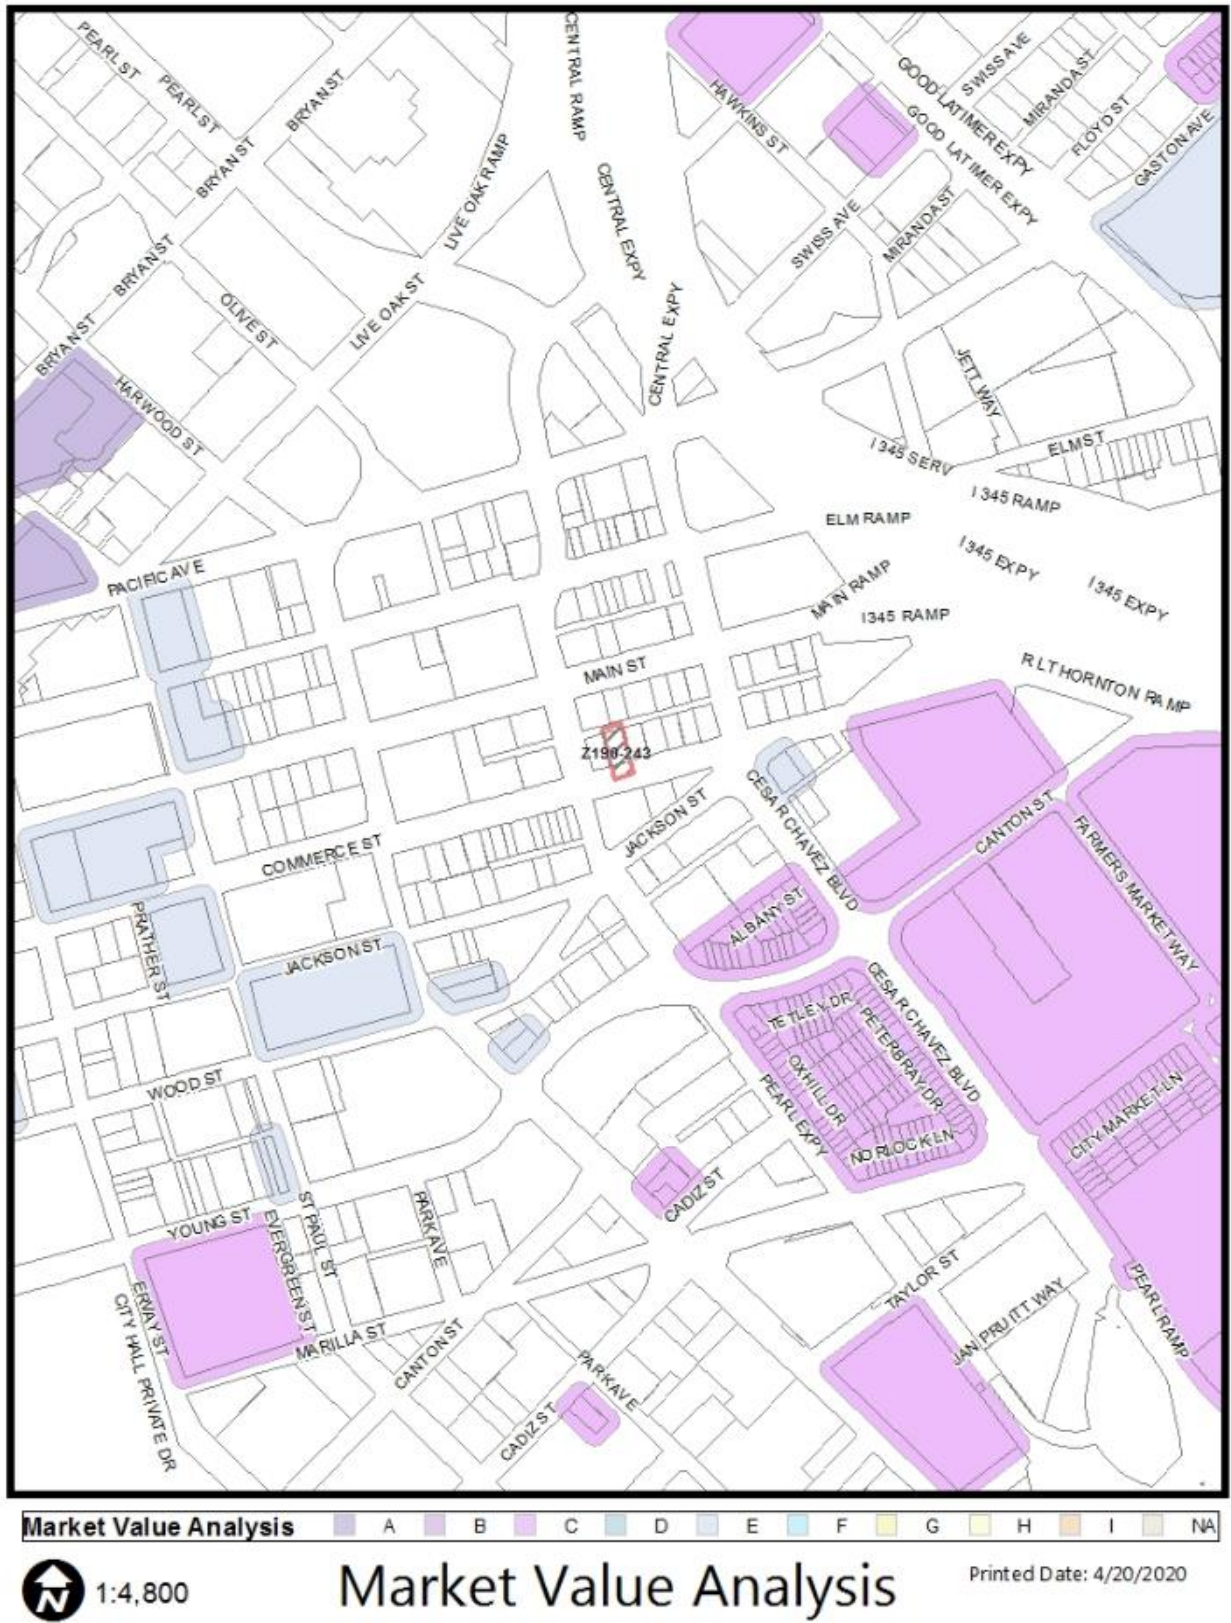 PEARL ST
PEARL ST
BRYAN ST
BRYAN ST
BRYAN ST
BRYAN ST
LIVE OAK RAMP
CENTRAL RAMP
CENTRAL EXPY
CENTRAL EXPY
HAWKINS ST
GOOD LATIMER EXPY
GOOD LATIMER EXPY
SWISS AVE
MIRANDA ST
FLOYD ST
GASTON AVE
SWISS AVE
MIRANDA ST
OLIVE ST
LIVE OAK ST
HARWOOD ST
JETT WAY
ELM ST
I 345 SERV
I 345 RAMP
ELM RAMP
I 345 EXPY
I 345 EXPY
MAIN RAMP
I345 RAMP
R L THORNTON RAMP
PACIFIC AVE
MAIN ST
Z190-243
CESAR CHAVEZ BLVD
JACKSON ST
CANTON ST
FARMERS MARKET WAY
COMMERCE ST
ALBANY ST
PRATHER ST
JACKSON ST
TETLEY DR
CESAR CHAVEZ BLVD
PETERBRAY DR
OXHILL DR
PEARL EXPY
NORLOCK LN
CITY MARKET LN
WOOD ST
CADIZ ST
YOUNG ST
EVERGREEN ST
ST PAUL ST
PARK AVE
ERVAY ST
CITY HALL PRIVATE DR
MARILLA ST
CANTON ST
TAYLOR ST
JAN PRUITT WAY
PEARL RAMP
PARK AVE
CADIZ ST
Market Value Analysis A B C D E F G H I NA
N 1:4,800 Market Value Analysis Printed Date: 4/20/2020